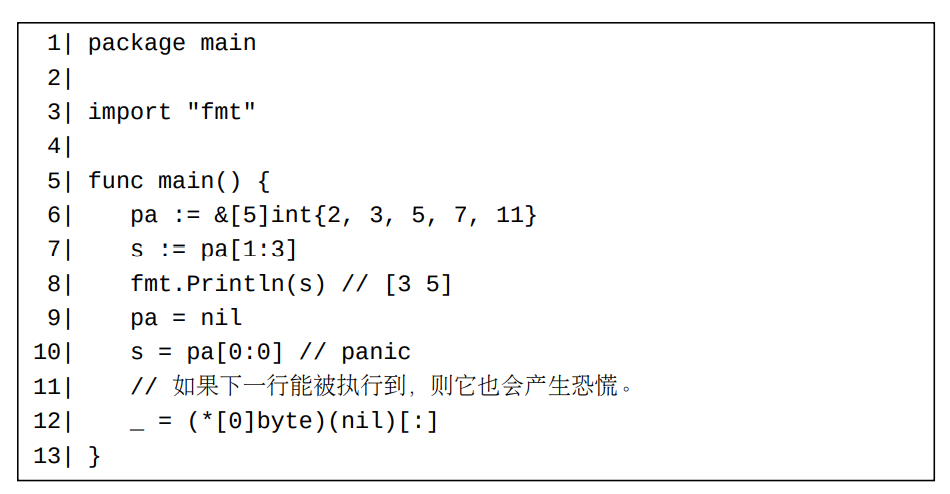 1| package main
2|
3| import "fmt"
4|
5| func main() {
6|    pa := &[5]int{2, 3, 5, 7, 11}
7|    s := pa[1:3]
8|    fmt.Println(s) // [3 5]
9|    pa = nil
10|    s = pa[0:0] // panic
11|    // 如果下一行能被执行到，则它也会产生恐慌。
12|    _ = (*[0]byte)(nil)[:]
13| }